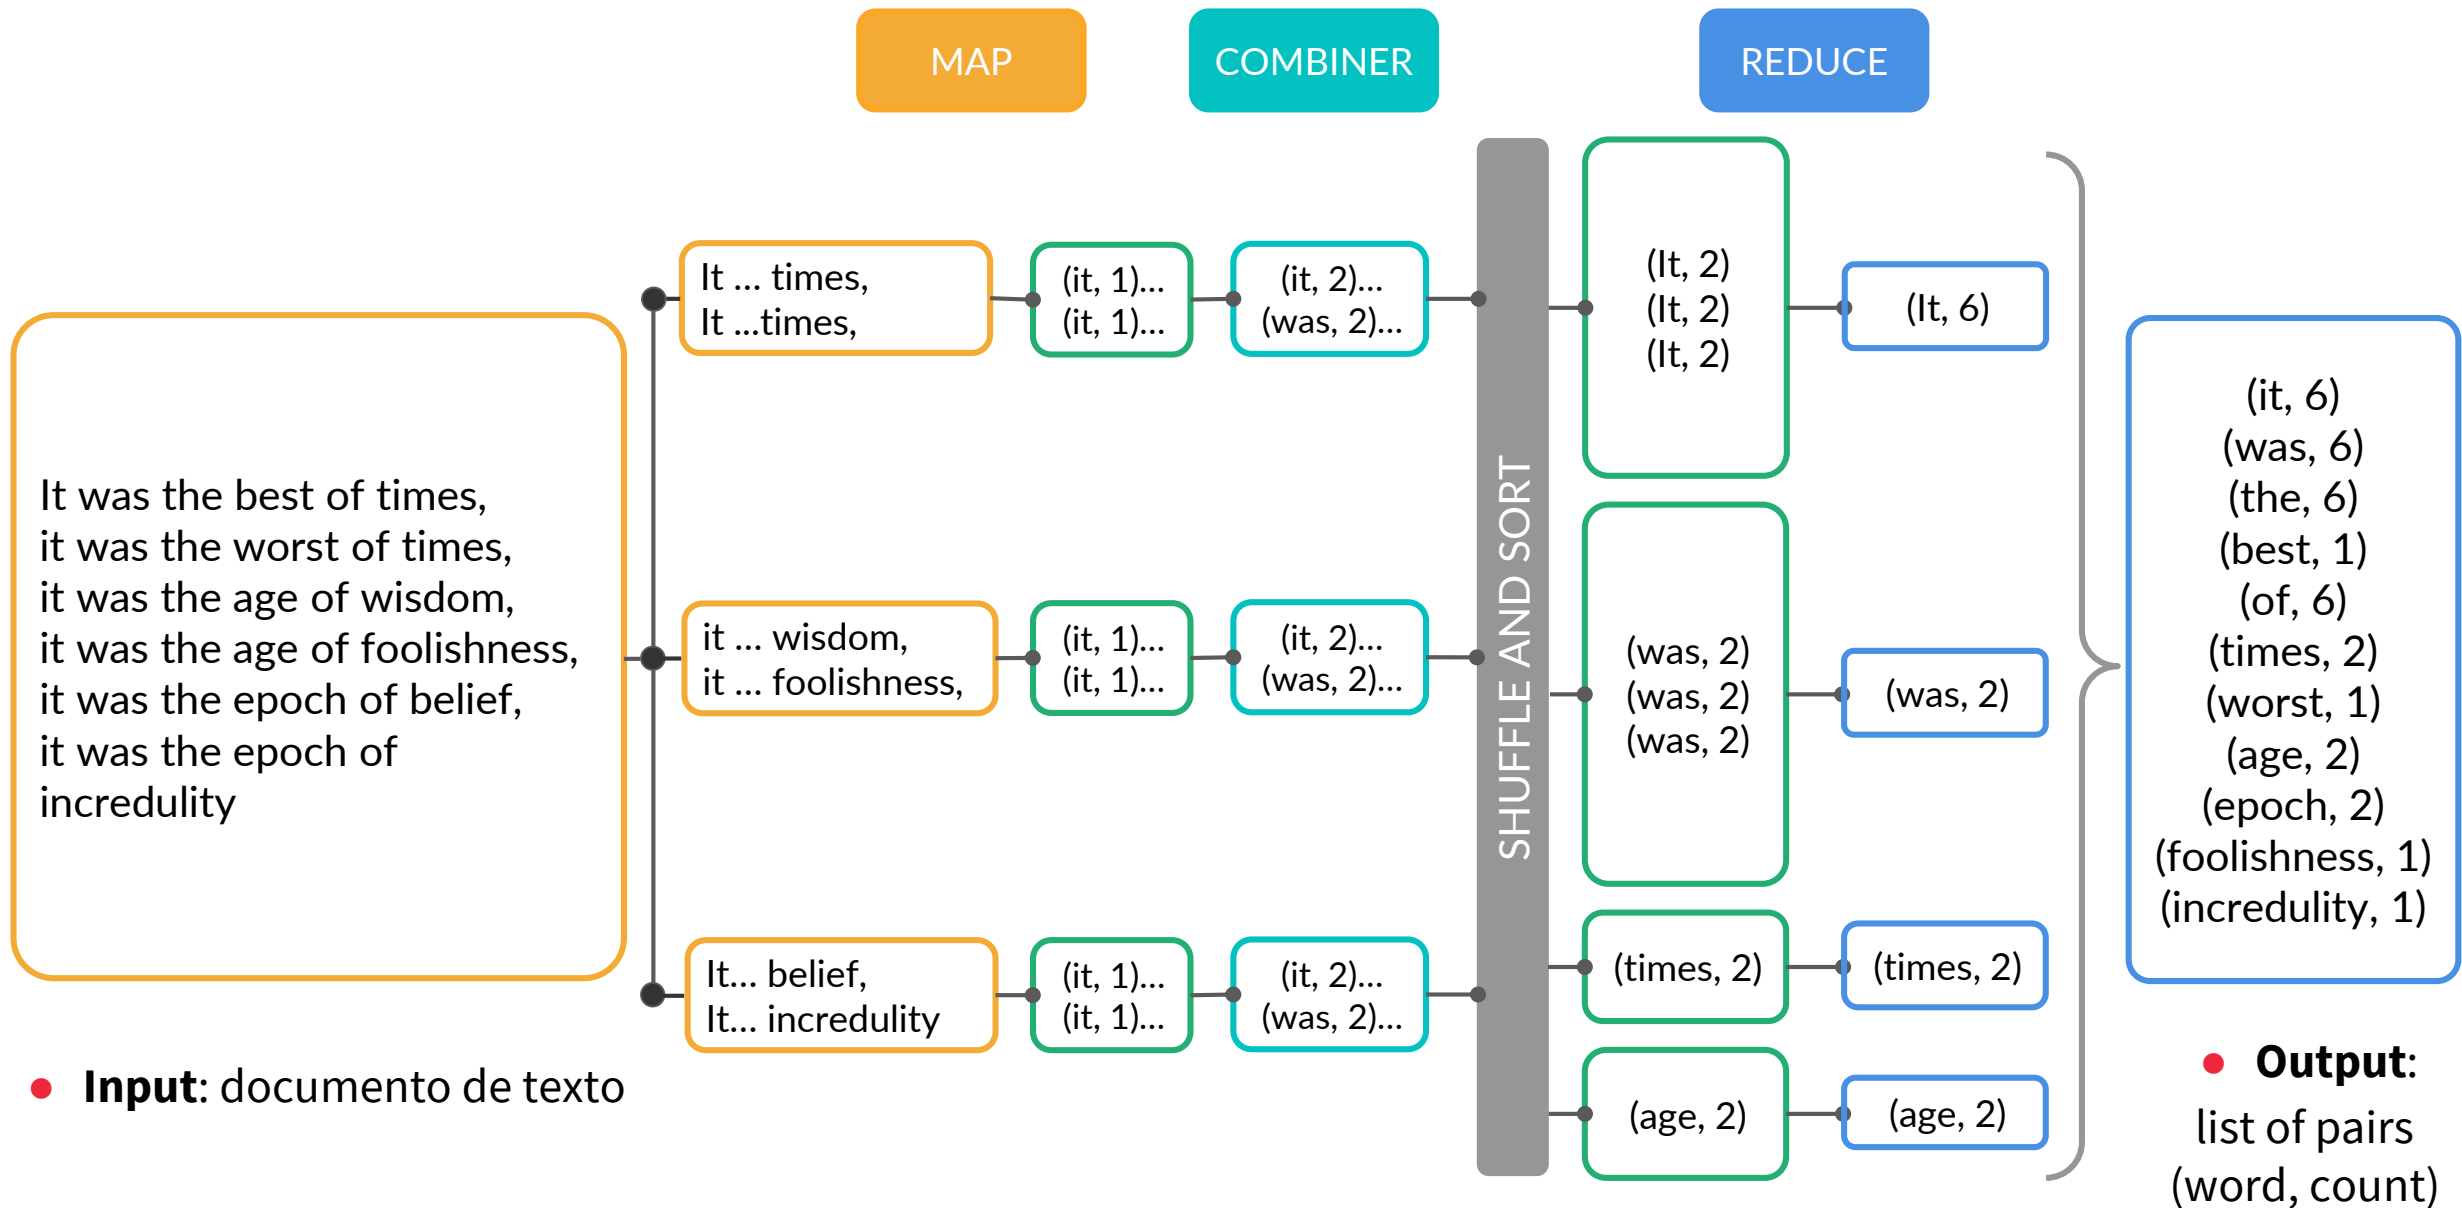 MAP
COMBINER
REDUCE
It was the best of times,
it was the worst of times,
it was the age of wisdom,
it was the age of foolishness,
it was the epoch of belief,
it was the epoch of
incredulity
Input: documento de texto
It ... times,
It ...times,
(it, 1)...
(it, 1)...
(it, 2)...
(was, 2)...
it ... wisdom,
it ... foolishness,
(it, 1)...
(it, 1)...
(it, 2)...
(was, 2)...
It... belief,
It... incredulity
(it, 1)...
(it, 1)...
(it, 2)...
(was, 2)...
SHUFFLE AND SORT
(It, 2)
(It, 2)
(It, 2)
(It, 6)
(was, 2)
(was, 2)
(was, 2)
(was, 2)
(times, 2)
(times, 2)
(age, 2)
(age, 2)
(it, 6)
(was, 6)
(the, 6)
(best, 1)
(of, 6)
(times, 2)
(worst, 1)
(age, 2)
(epoch, 2)
(foolishness, 1)
(incredulity, 1)
Output:
list of pairs
(word, count)